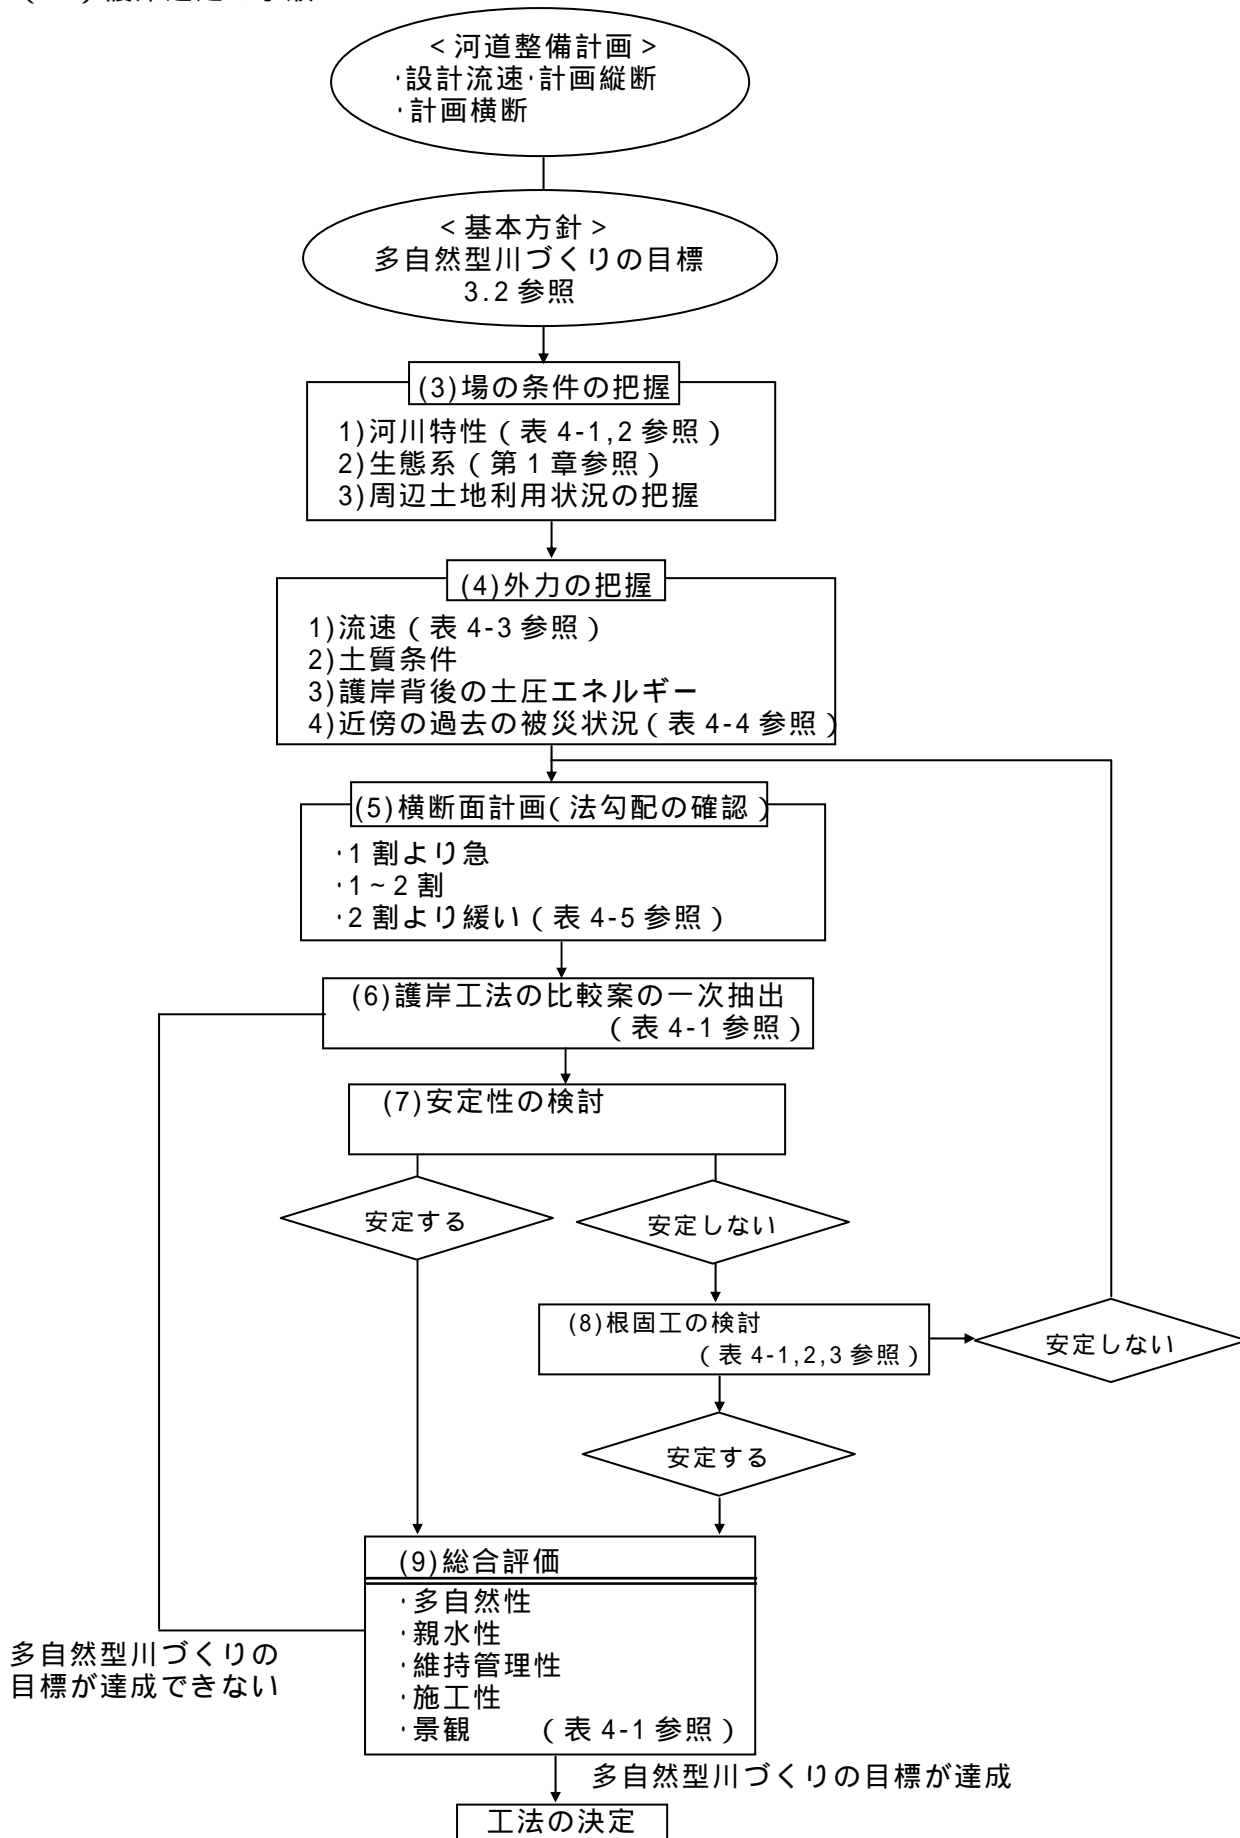 <河道整備計画>
・設計流速・計画縦断
・計画横断
<基本方針>
多自然型川づくりの目標
3.2参照
(3)場の条件の把握
1)河川特性(表4-1,2参照)
2)生態系(第1章参照)
3)周辺土地利用状況の把握
(4)外力の把握
1)流速(表4-3参照)
2)土質条件
3)護岸背後の土圧エネルギー
4)近傍の過去の被災状況(表4-4参照)
(5)横断面計画(法勾配の確認)
・1割より急
・1~2割
・2割より緩い(表4-5参照)
(6)護岸工法の比較案の一次抽出
(表4-1参照)
(7)安定性の検討
安定する
安定しない
(8)根固工の検討
(表4-1,2,3参照)
安定しない
安定する
(9)総合評価
・多自然性
・親水性
・維持管理性
・施工性
・景観 (表4-1参照)
多自然型川づくりの
目標が達成できない
多自然型川づくりの目標が達成
工法の決定